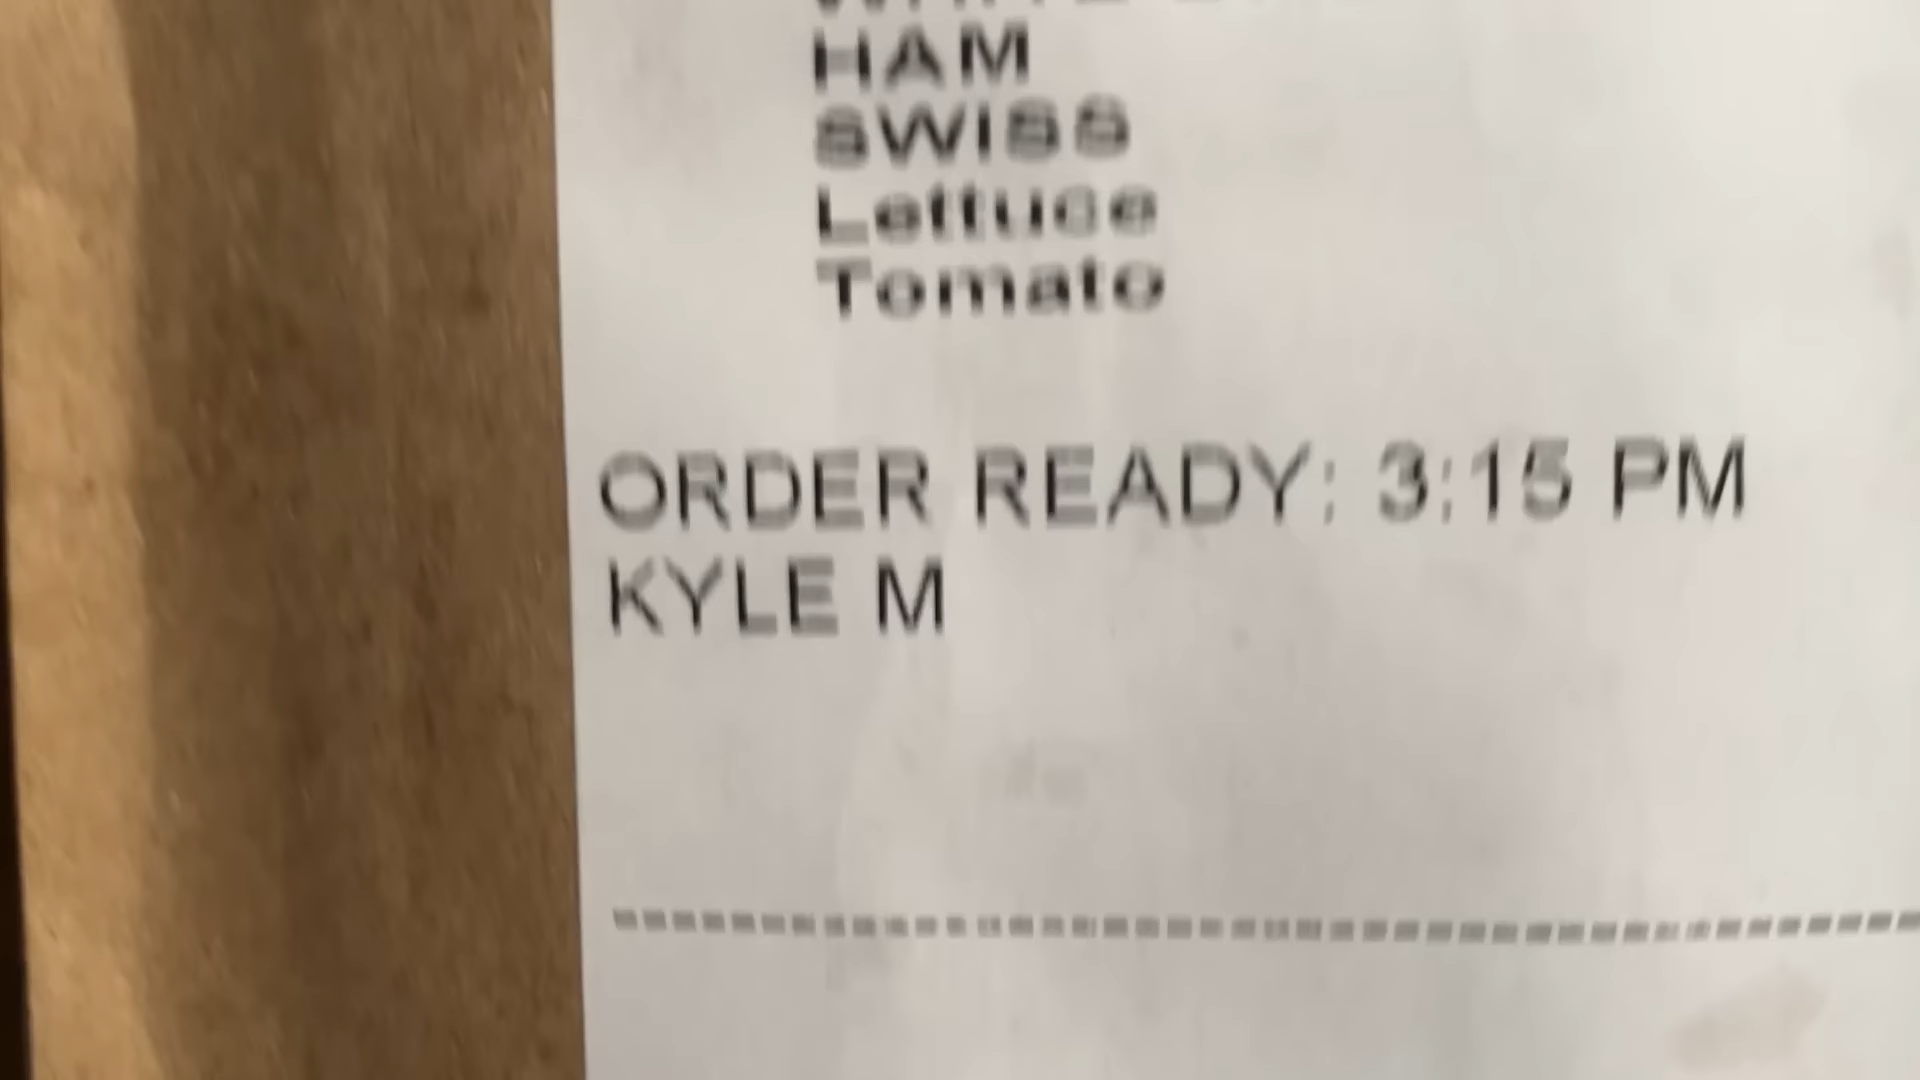 HAM
SWISS
Lettuce
Tomato
ORDER READY: 3:15 PM
KYLE M